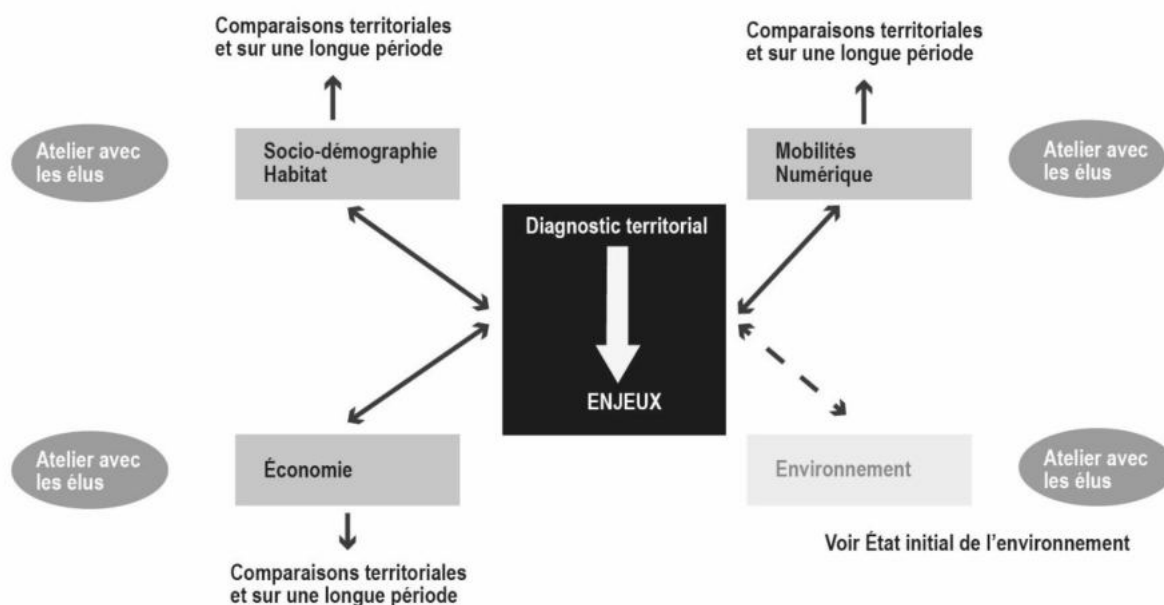 Comparaisons territoriales
et sur une longue période
Comparaisons territoriales
et sur une longue période
Atelier avec
les élus
Socio-démographie
Habitat
Mobilités
Numérique
Atelier avec
les élus
Diagnostic territorial
ENJEUX
Atelier avec
les élus
Économie
Environnement
Atelier avec
les élus
Voir État initial de l'environnement
Comparaisons territoriales
et sur une longue période